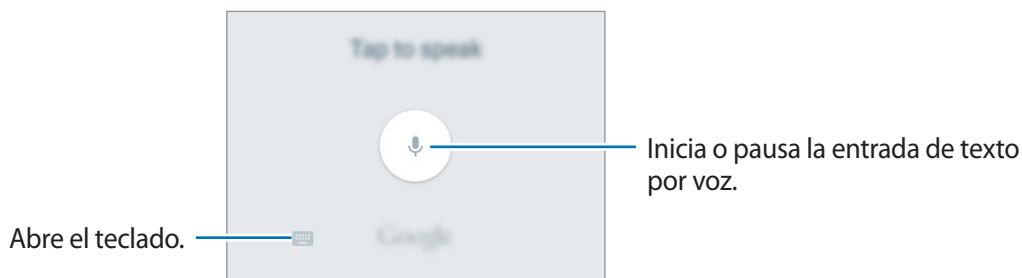 Tap to speak
Inicia o pausa la entrada de texto
por voz.
Abre el teclado.
Google